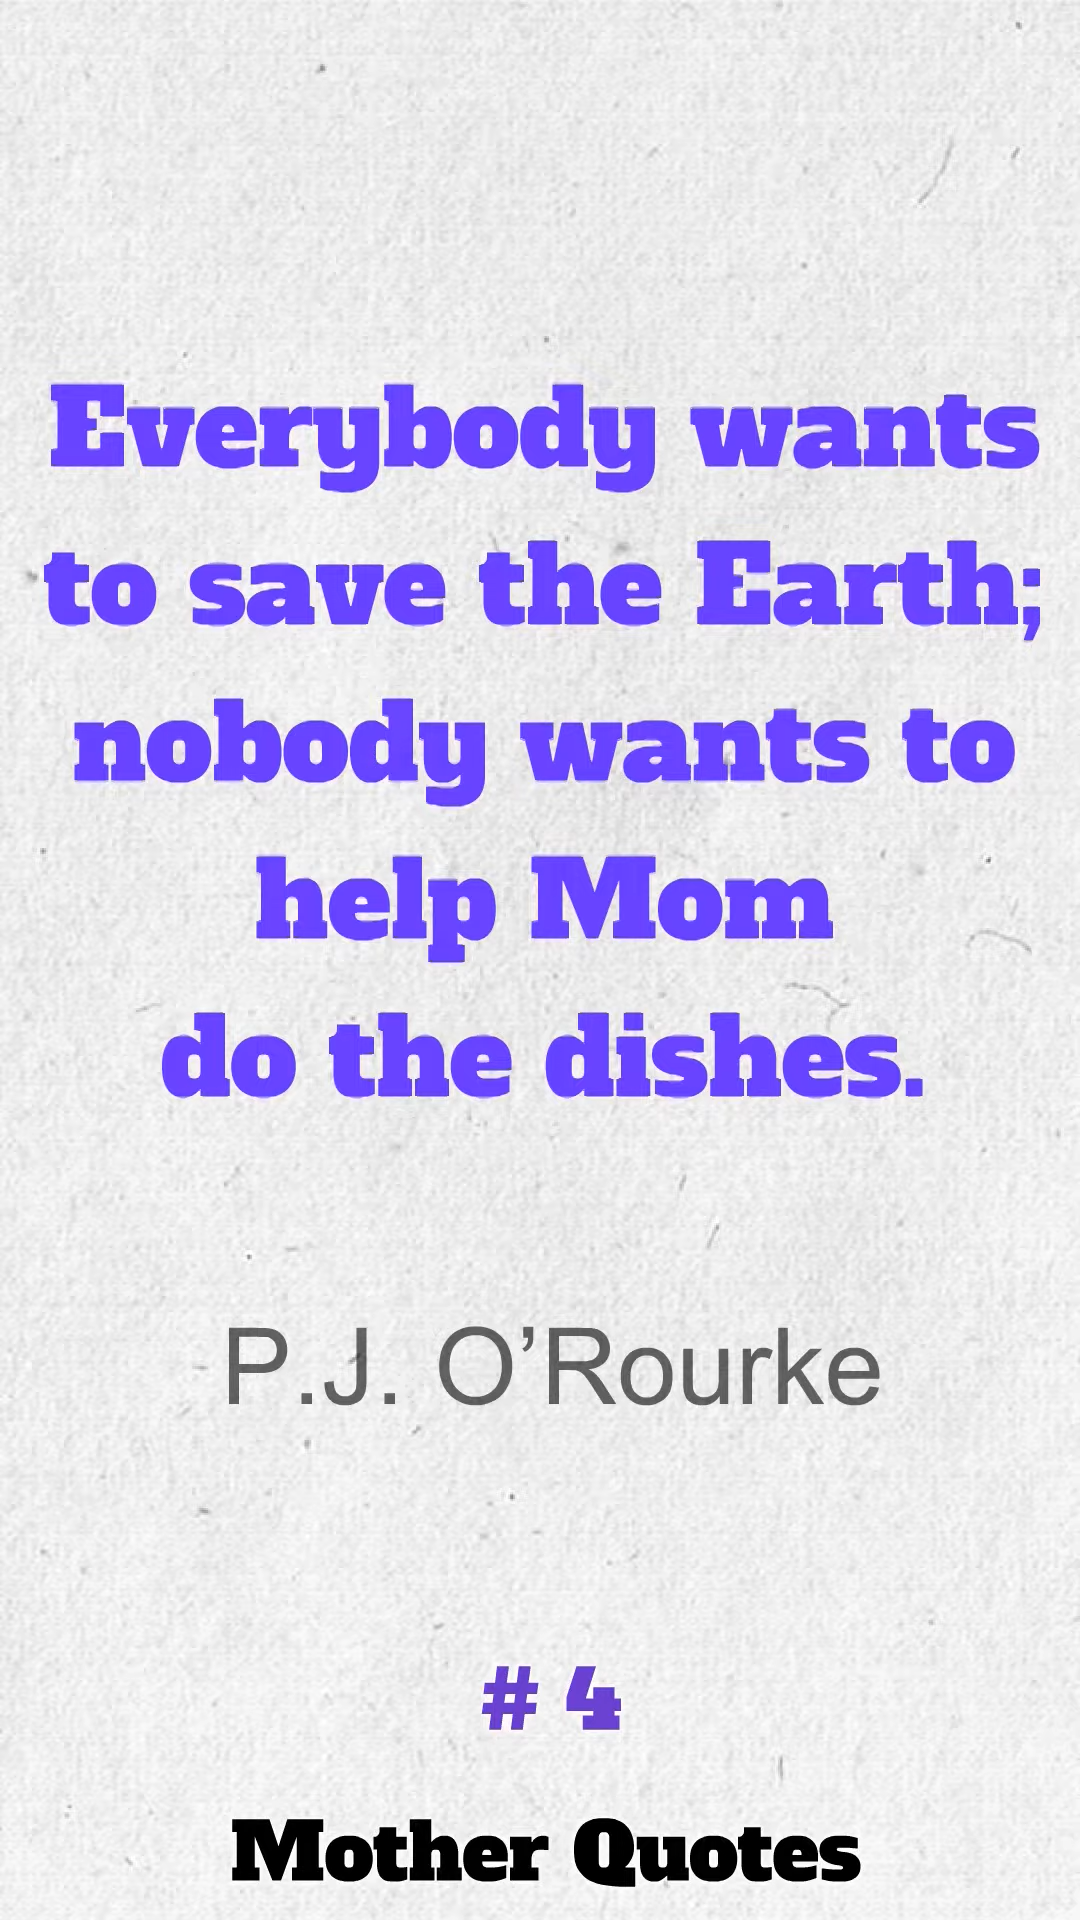 Everybody wants
to save the Earth;
nobody wants to
help Mom
do the dishes.
P.J. O’Rourke
# 4
Mother Quotes